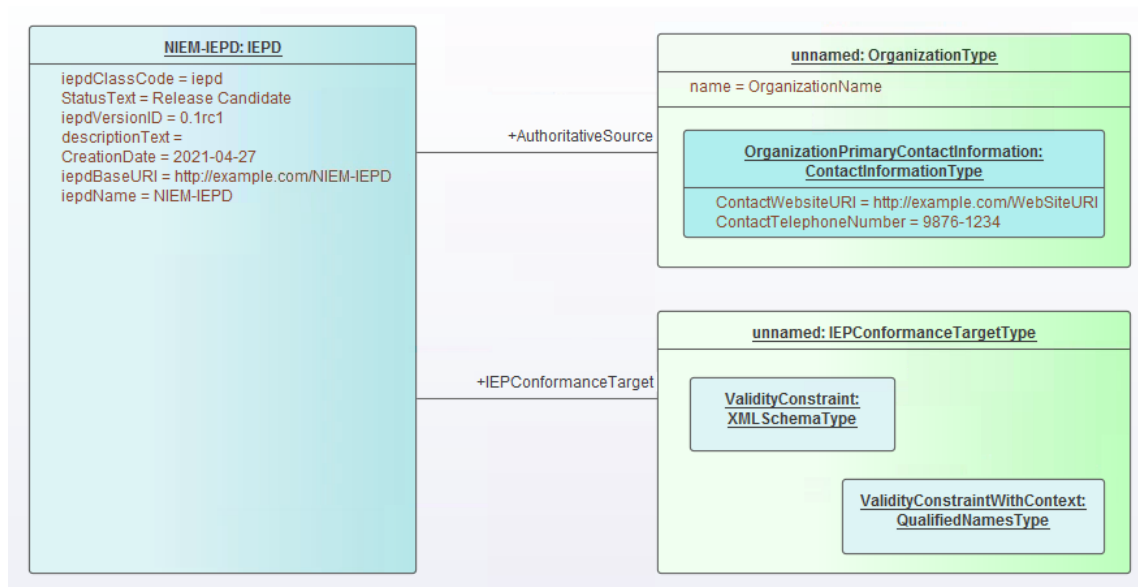 NIEM-IEPD: IEPD
iepdClassCode = iepd
StatusText = Release Candidate
iepdVersionID = 0.1rc1
descriptionText =
CreationDate = 2021-04-27
iepdBaseURI = http://example.com/NIEM-IEPD
iepdName = NIEM-IEPD
+AuthoritativeSource
unnamed: OrganizationType
name = OrganizationName
OrganizationPrimaryContactInformation:
ContactInformationType
ContactWebsiteURI = http://example.com/WebSiteURI
ContactTelephoneNumber = 9876-1234
+IEPConformanceTarget
unnamed: IEPConformanceTargetType
ValidityConstraint:
XMLSchemaType
ValidityConstraintWithContext:
QualifiedNamesType